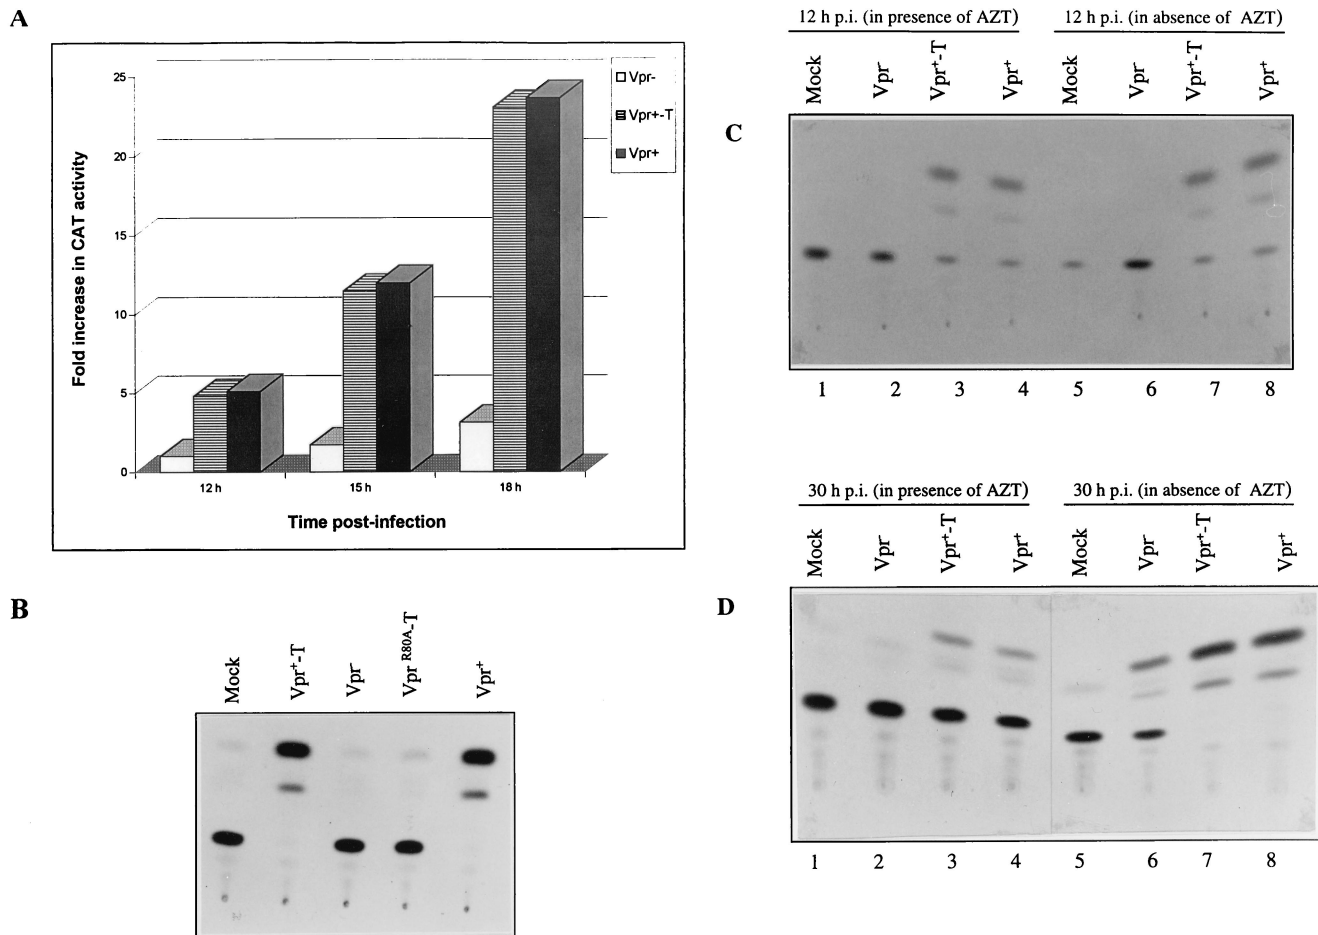 A
25
20
15
10
5
0
Fold increase in CAT activity
12 h
15 h
18 h
Time post-infection
Vpr-
Vpr+-T
Vpr+
B
Mock
Vpr⁺-T
Vpr⁻
Vpr ᴿ⁸⁰ᴬ-T
Vpr⁺
C
12 h p.i. (in presence of AZT)
12 h p.i. (in absence of AZT)
Mock
Vpr⁻
Vpr⁺-T
Vpr⁺
Mock
Vpr⁻
Vpr⁺-T
Vpr⁺
1 2 3 4 5 6 7 8
D
30 h p.i. (in presence of AZT)
30 h p.i. (in absence of AZT)
Mock
Vpr⁻
Vpr⁺-T
Vpr⁺
Mock
Vpr⁻
Vpr⁺-T
Vpr⁺
1 2 3 4 5 6 7 8